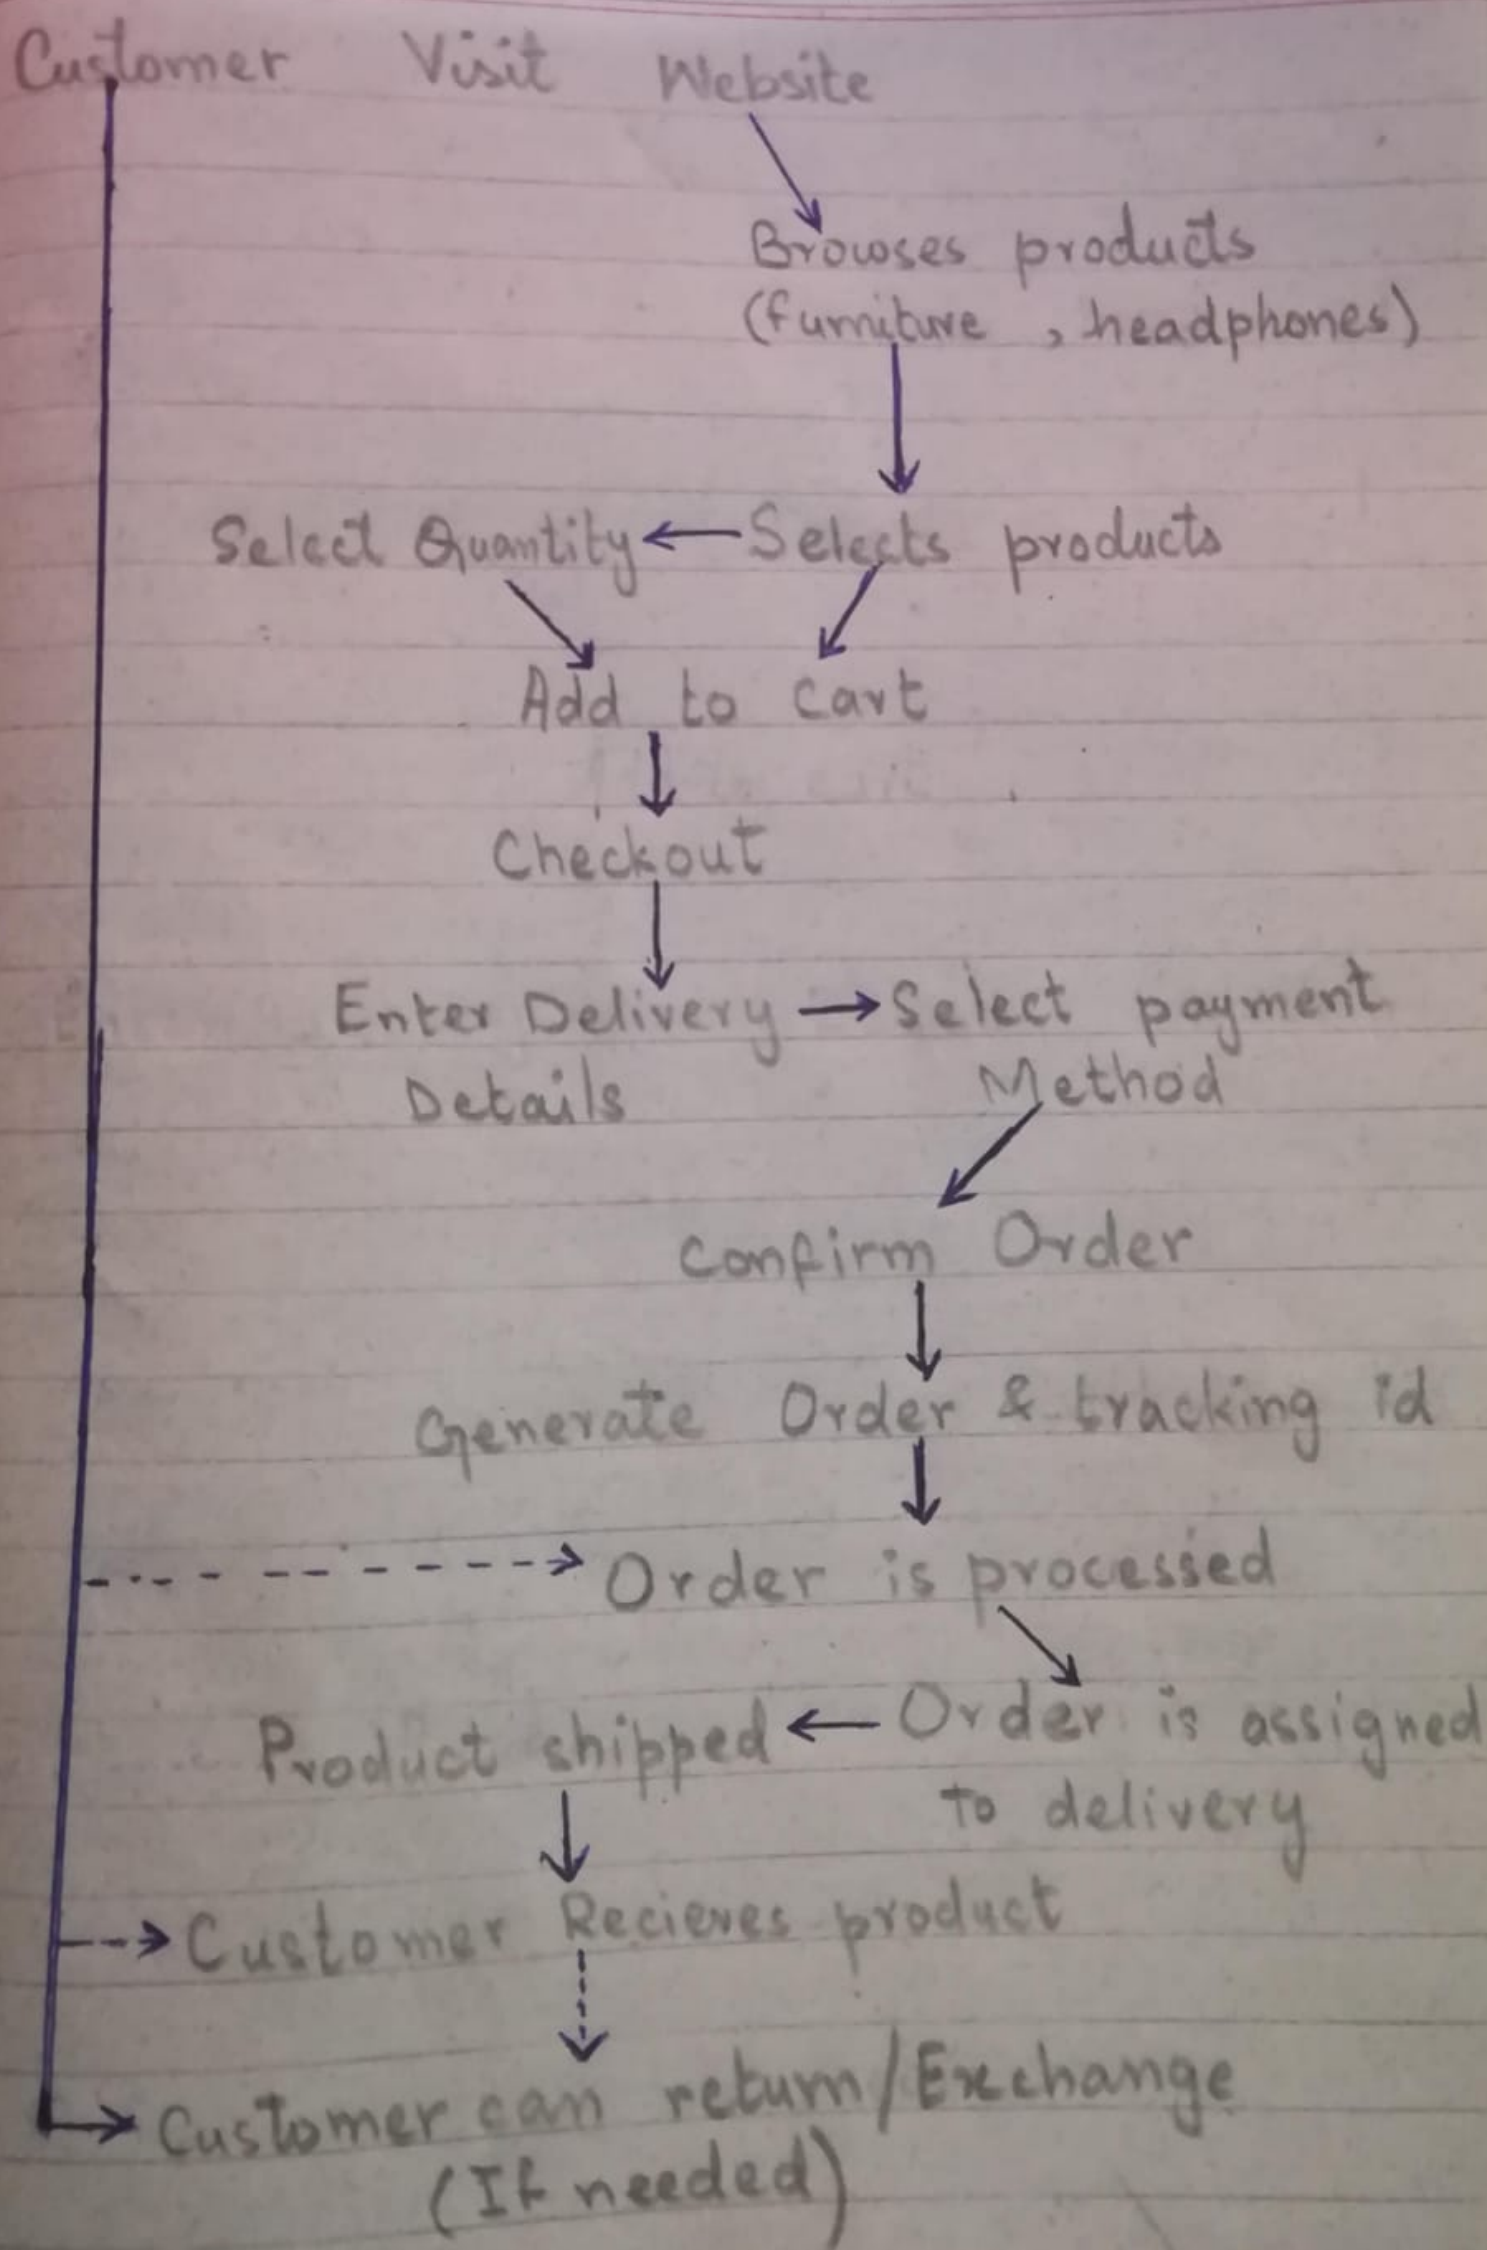 Customer Visit Website
Browses products
(furniture , headphones)
Select Quantity Selects products
Add to Cart
Checkout
Enter Delivery Select payment
Details Method
Confirm Order
Generate Order & tracking id
Order is processed
Product shipped Order is assigned
to delivery
Customer Recieves product
Customer can return/Exchange
(If needed)